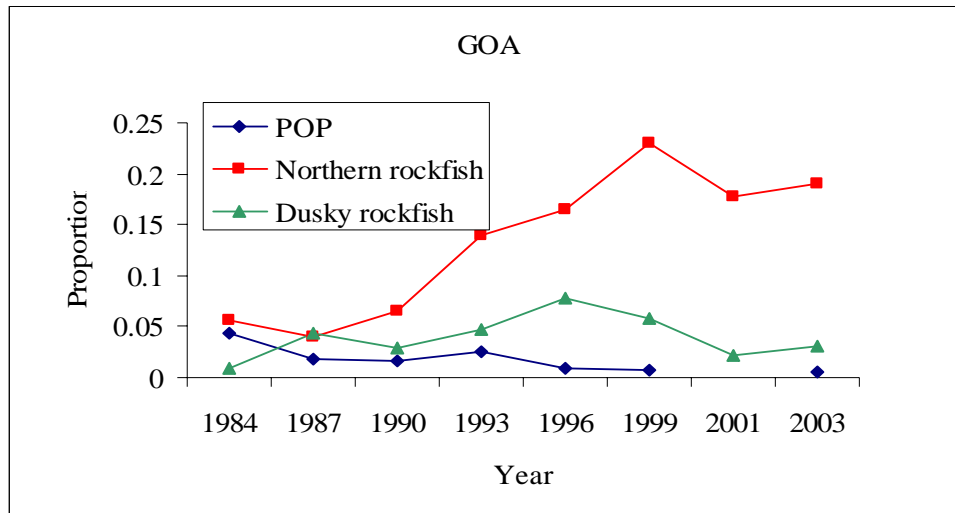 GOA
POP
Northern rockfish
Dusky rockfish
0.25
0.2
0.15
0.1
0.05
0
Proportior
1984 1987 1990 1993 1996 1999 2001 2003
Year